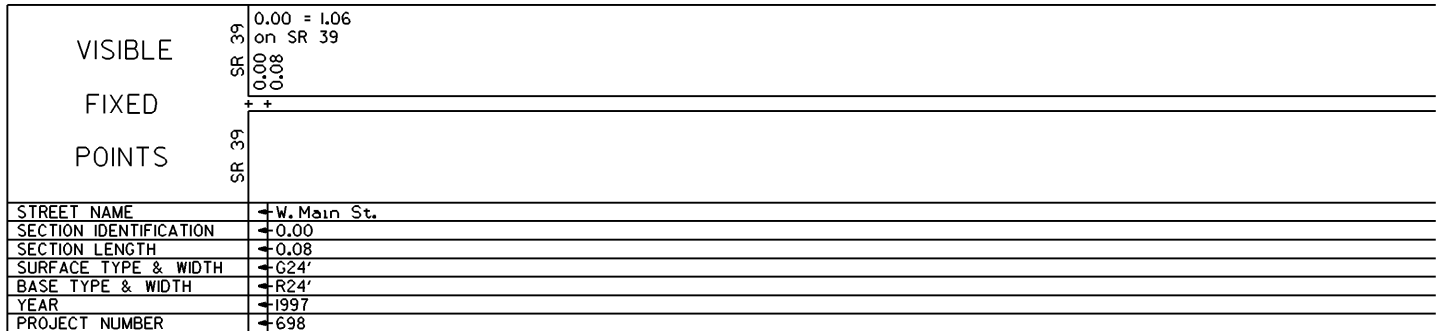 VISIBLE
FIXED
POINTS
SR 39
0.00 = 1.06
on SR 39
0.00
0.08
+ +
SR 39
STREET NAME W. Main St.
SECTION IDENTIFICATION 0.00
SECTION LENGTH 0.08
SURFACE TYPE & WIDTH G24'
BASE TYPE & WIDTH R24'
YEAR 1997
PROJECT NUMBER 698